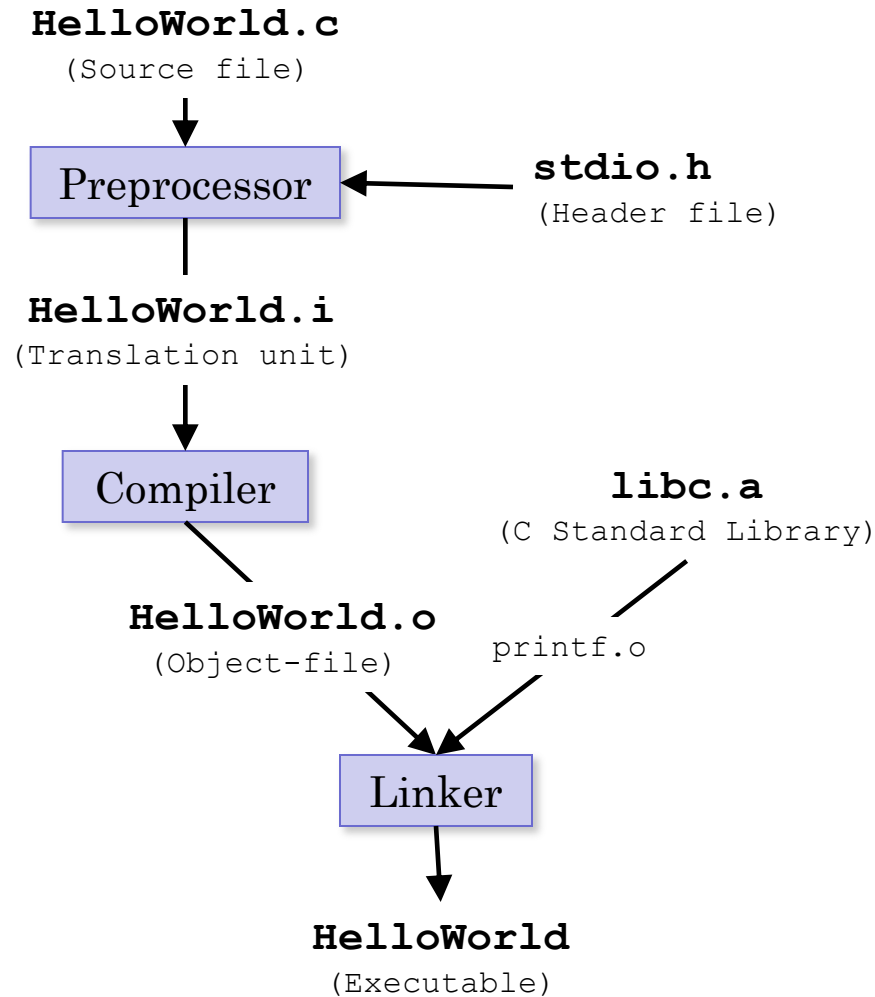 HelloWorld.c
(Source file)
Preprocessor
stdio.h
(Header file)
HelloWorld.i
(Translation unit)
Compiler
libc.a
(C Standard Library)
HelloWorld.o
(Object-file)
printf.o
Linker
HelloWorld
(Executable)